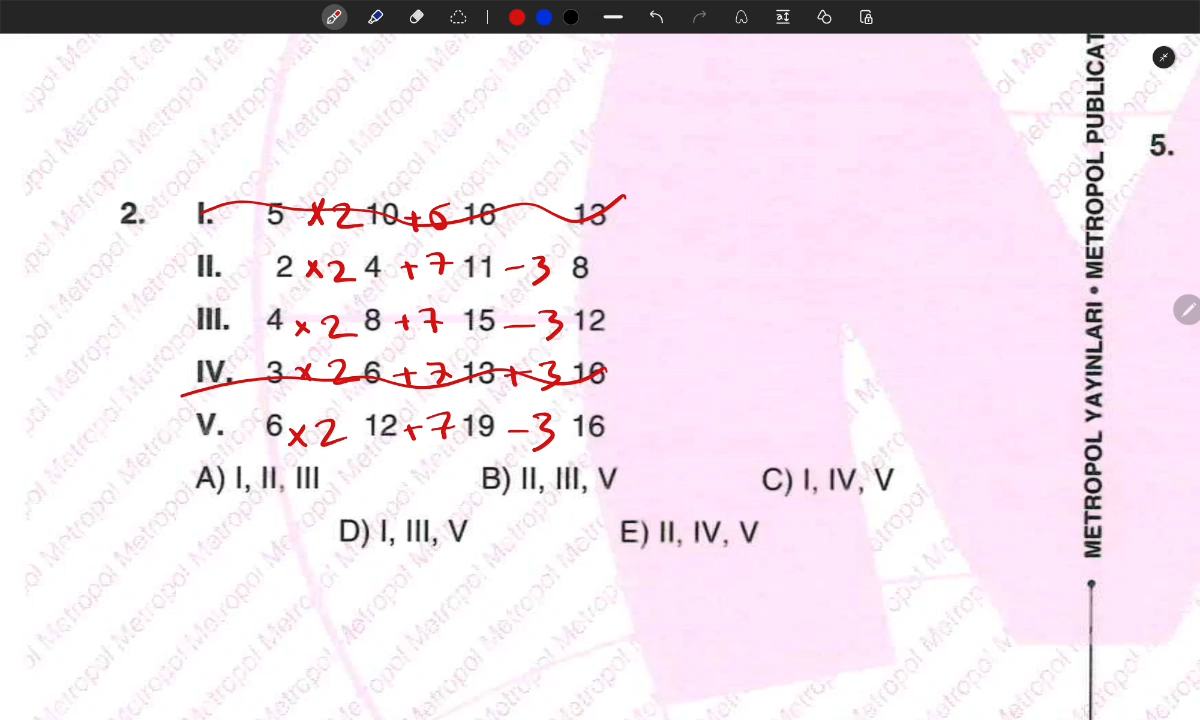 METROPOL YAYINLARI • METROPOL PUBLICAT
5.
2. I. 5 ×2 10 +6 16 13
II. 2 ×2 4 +7 11 -3 8
III. 4 ×2 8 +7 15 -3 12
IV. 3 ×2 6 +7 13 +3 16
V. 6 ×2 12 +7 19 -3 16
A) I, II, III B) II, III, V C) I, IV, V
D) I, III, V E) II, IV, V